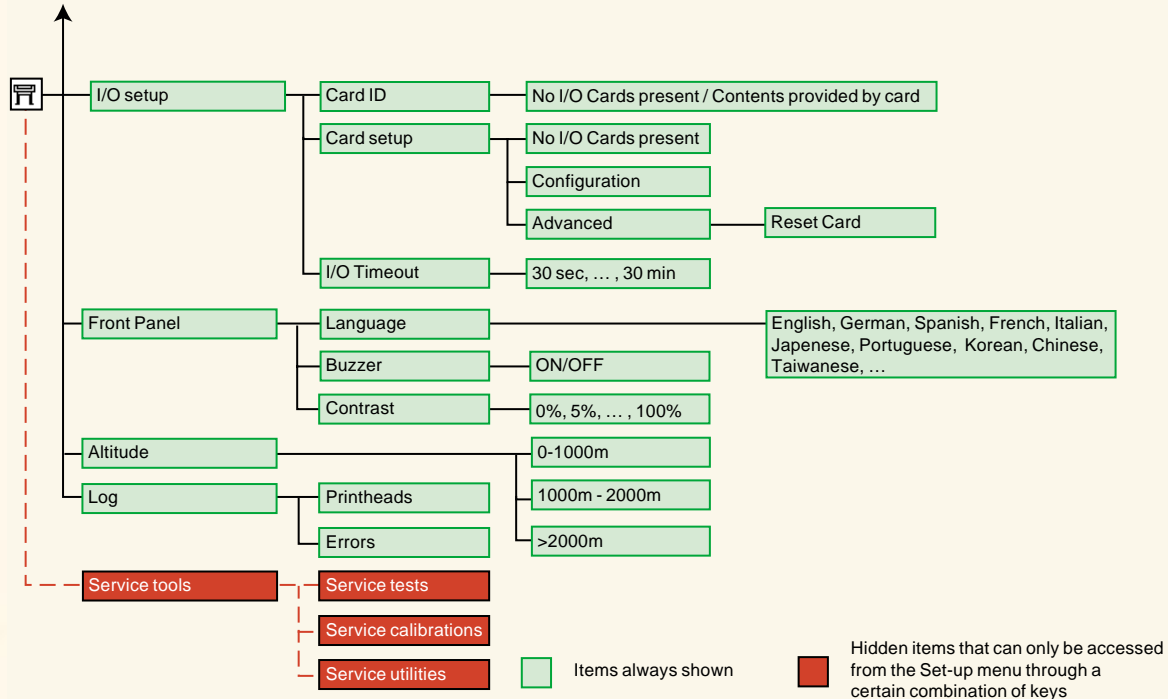 I/O setup
Card ID
No I/O Cards present / Contents provided by card
Card setup
No I/O Cards present
Configuration
Advanced
Reset Card
I/O Timeout
30 sec, … , 30 min
Front Panel
Language
English, German, Spanish, French, Italian,
Japenese, Portuguese, Korean, Chinese,
Taiwanese, …
Buzzer
ON/OFF
Contrast
0%, 5%, … , 100%
Altitude
0-1000m
1000m - 2000m
>2000m
Log
Printheads
Errors
Service tools
Service tests
Service calibrations
Service utilities
Items always shown
Hidden items that can only be accessed
from the Set-up menu through a
certain combination of keys